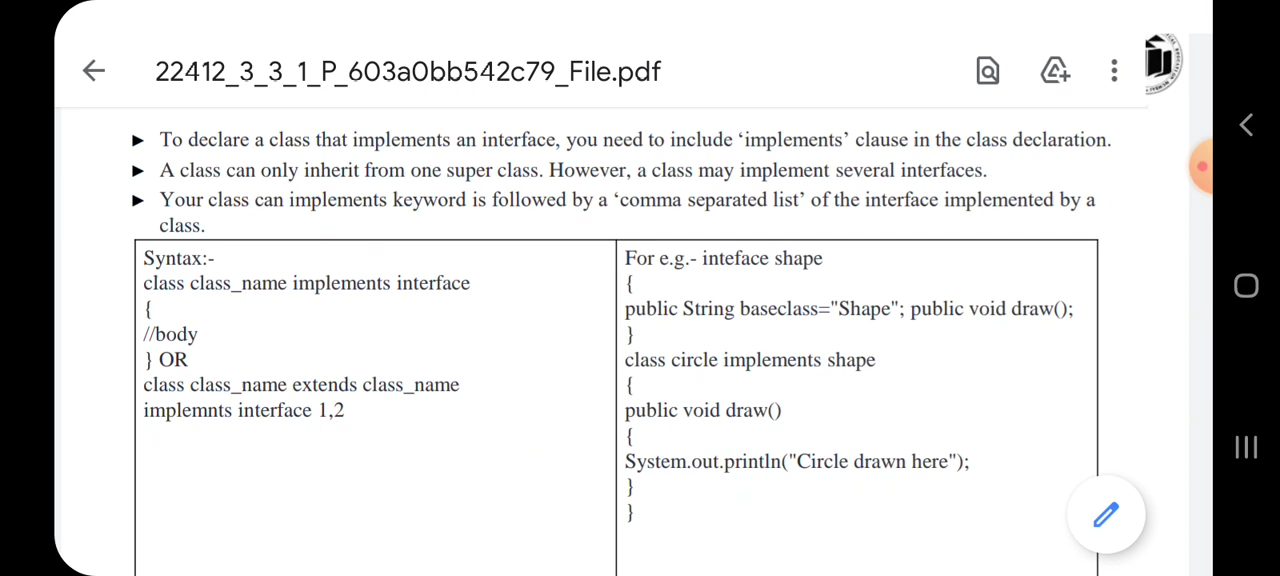 22412_3_3_1_P_603a0bb542c79_File.pdf
► To declare a class that implements an interface, you need to include ‘implements’ clause in the class declaration.
► A class can only inherit from one super class. However, a class may implement several interfaces.
► Your class can implements keyword is followed by a ‘comma separated list’ of the interface implemented by a
class.
Syntax:-
class class_name implements interface
{
//body
} OR
class class_name extends class_name
implemnts interface 1,2
For e.g.- inteface shape
{
public String baseclass="Shape"; public void draw();
}
class circle implements shape
{
public void draw()
{
System.out.println("Circle drawn here");
}
}